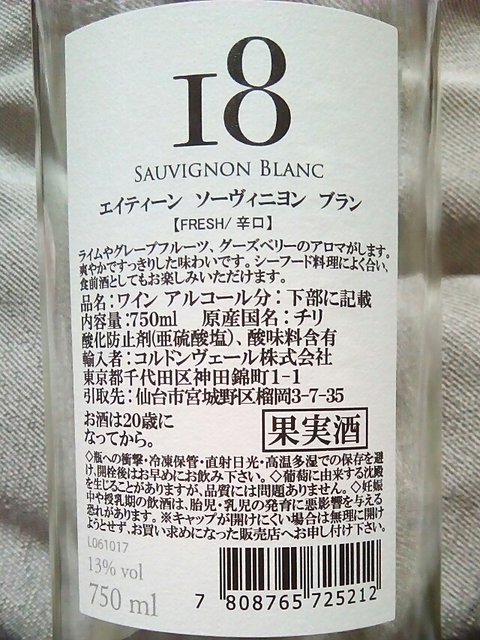 18
SAUVIGNON BLANC
エイティーン ソーヴィニヨン ブラン
【FRESH/辛口】
ライムやグレープフルーツ、グーズベリーのアロマがします。
爽やかですっきりした味わいです。シーフード料理によく合い、
食前酒としてもお楽しみいただけます。
品名:ワイン アルコール分:下部に記載
内容量:750ml 原産国名:チリ
酸化防止剤(亜硫酸塩)、酸味料含有
輸入者:コルドンヴェール株式会社
東京都千代田区神田錦町1-1
引取先:仙台市宮城野区榴岡3-7-35
お酒は20歳に
なってから。
果実酒
◇瓶への衝撃・冷凍保管・直射日光・高温多湿での保存を避
け、開栓後はお早めにお飲み下さい。◇葡萄に由来する沈殿
を生じることがありますが、品質には問題ありません。◇妊娠
中や授乳期の飲酒は、胎児・乳児の発育に悪影響を与える
恐れがあります。※キャップが開けにくい場合は無理に開け
ようとせず、お買い求めになった販売店へお申し付け下さい。
L061017
13% vol
750 ml
7 808765 725212